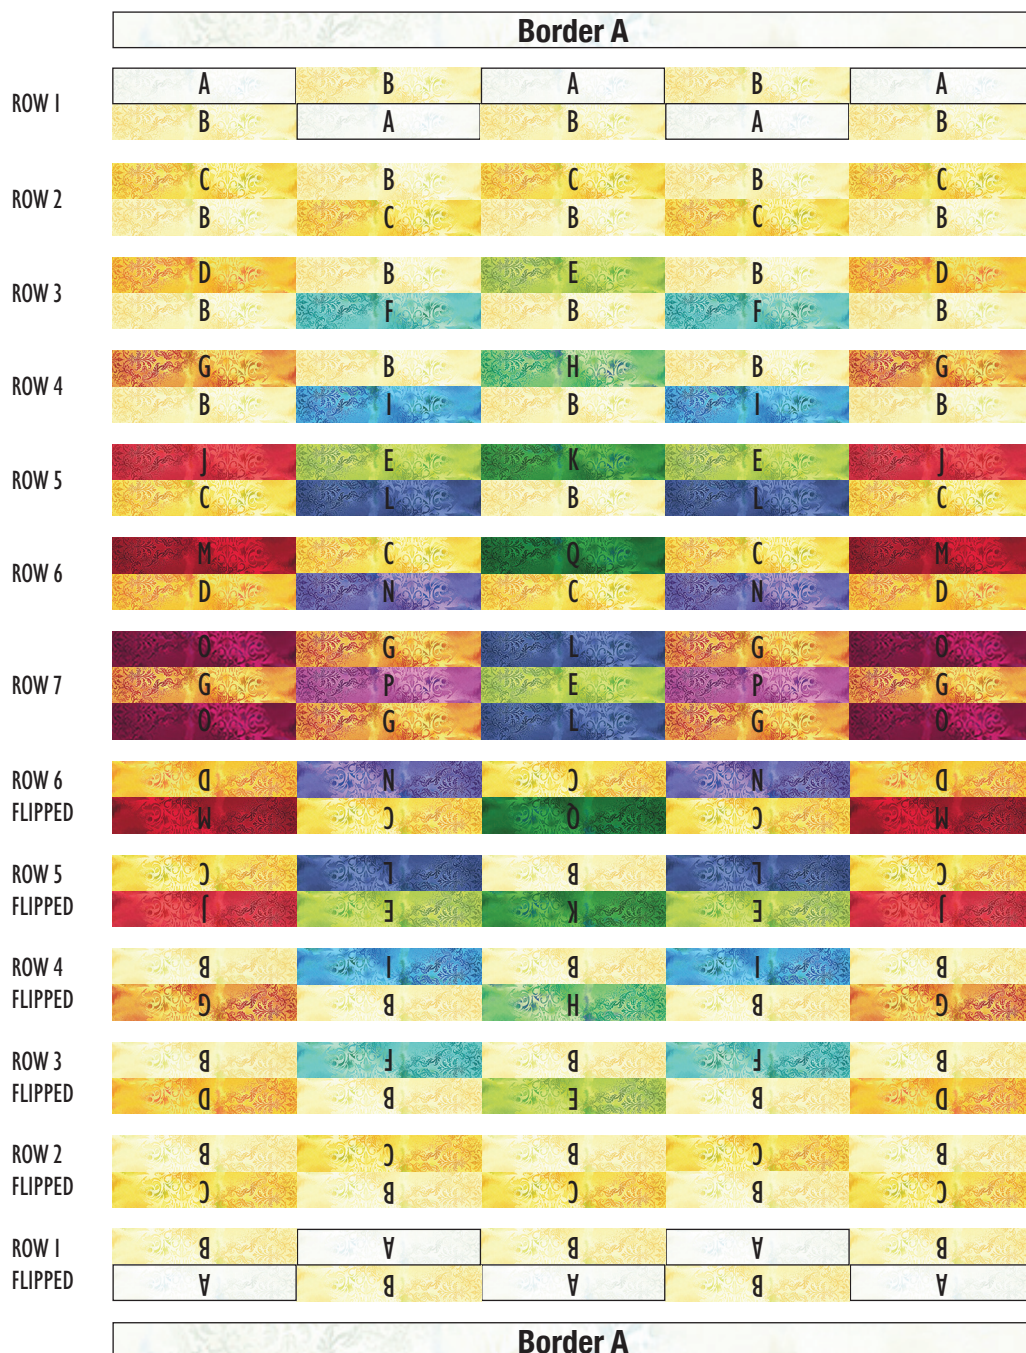 Border A
ROW 1
A B A B A
B A B A B
ROW 2
C B C B C
B C B C B
ROW 3
D B E B D
B F B F B
ROW 4
G B H B G
B I B I B
ROW 5
J E K E J
C L B L C
ROW 6
M C Q C M
D N C N D
ROW 7
O G L G O
G P E P G
O G L G O
ROW 6
FLIPPED
D N C N D
M C Q C M
ROW 5
FLIPPED
C L B L C
J E K E J
ROW 4
FLIPPED
B I B I B
G B H B G
ROW 3
FLIPPED
B F B F B
D B E B D
ROW 2
FLIPPED
B C B C B
C B C B C
ROW 1
FLIPPED
B A B A B
A B A B A
Border A